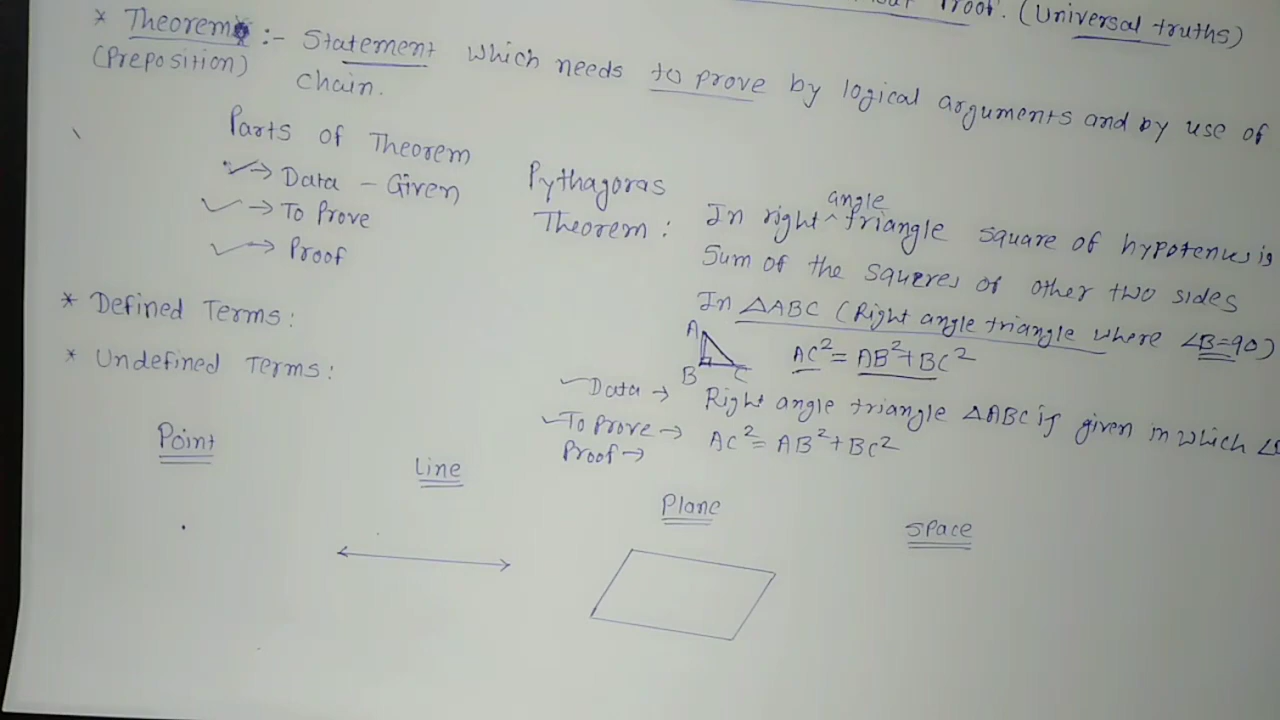 Proof. (Universal truths)
* Theorem :- Statement which needs to prove by logical arguments and by use of
(Preposition) chain.
Parts of Theorem
→ Data - Given
→ To Prove
→ Proof
Pythagoras
Theorem : In right angle triangle square of hypotenus is
Sum of the squares of other two sides
In △ABC (Right angle triangle where ∠B=90)
A
B C
AC²= AB²+BC²
Data → Right angle triangle △ABC is given in which ∠
To Prove → AC²= AB²+BC²
Proof →
* Defined Terms :
* Undefined Terms :
Point
Line
Plane
Space